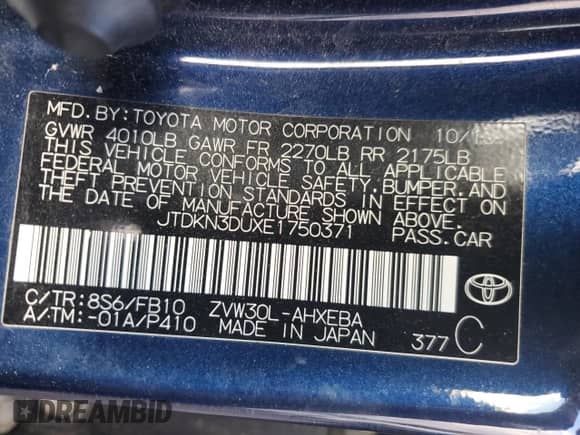 MFD. BY: TOYOTA MOTOR CORPORATION
GVWR 4010LB GAWR FR 2270LB RR 2175LB
THIS VEHICLE CONFORMS TO ALL APPLICABLE
FEDERAL MOTOR VEHICLE SAFETY, BUMPER, AND
THEFT PREVENTION STANDARDS IN EFFECT ON
THE DATE OF MANUFACTURE SHOWN ABOVE.
JTDKN3DUXE1750371 PASS. CAR
C/TR: 8S6/FB10 ZVW30L-AHXEBA
A/TM: -01A/P410 MADE IN JAPAN
377 C
DREAMBID